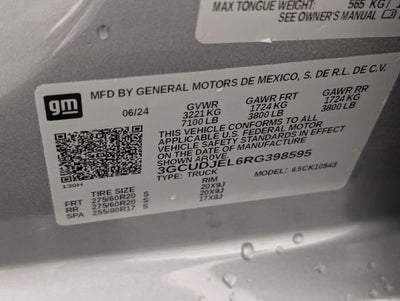 MAX TONGUE WEIGHT: 565 KG /
SEE OWNER'S MANUAL
gm
MFD BY GENERAL MOTORS DE MEXICO, S. DE R.L. DE C.V.
06/24 GVWR GAWR FRT GAWR RR
3221 KG 1724 KG 1724 KG
7100 LB 3800 LB 3800 LB
THIS VEHICLE CONFORMS TO ALL
APPLICABLE U.S. FEDERAL MOTOR
VEHICLE SAFETY STANDARDS IN EFFECT
ON THE DATE OF MANUFACTURE
SHOWN ABOVE.
3GCUDJEL6RG398595
TYPE: TRUCK MODEL: 65CK10543
130H
TIRE SIZE RIM
FRT 275/60R20 S 20X9J
RR 275/60R20 S 20X9J
SPA 255/80R17 S 17X8J